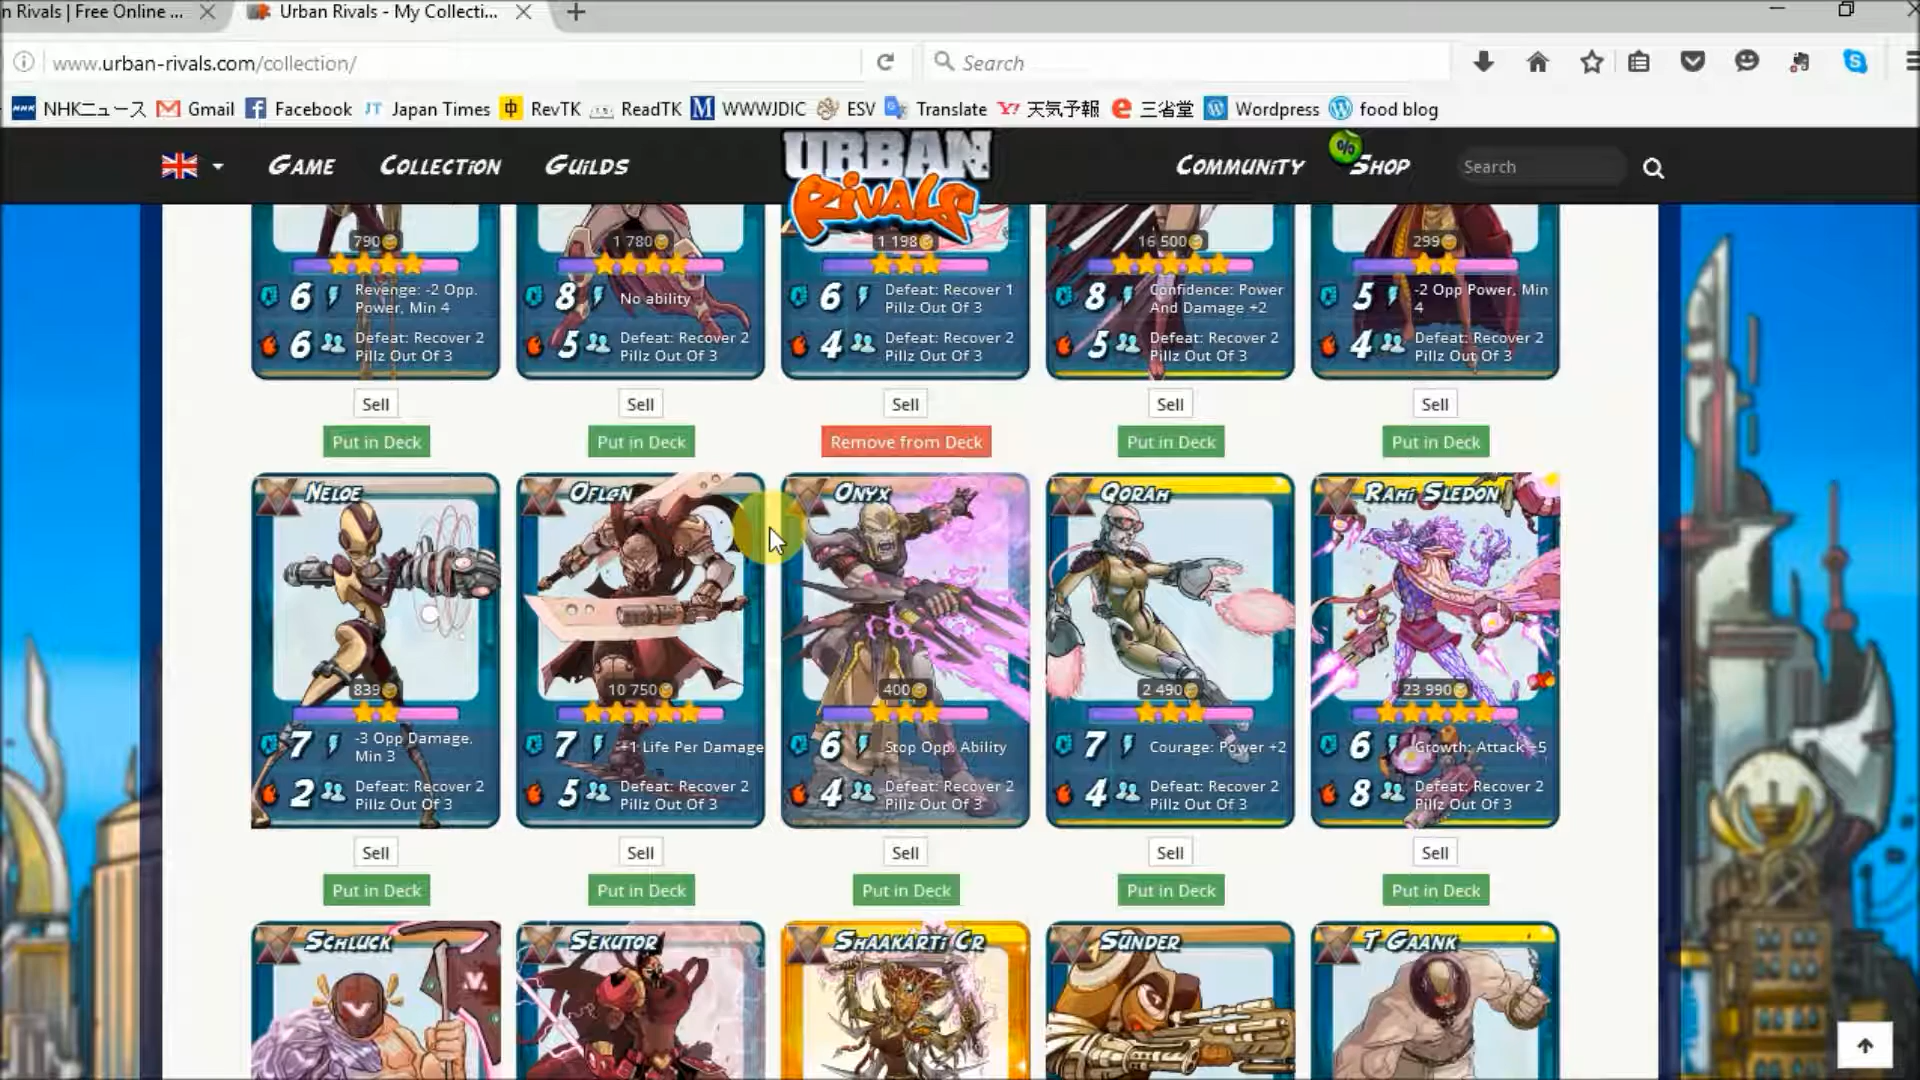 n Rivals | Free Online ...
Urban Rivals - My Collecti...
www.urban-rivals.com/collection/
Search
NHKニュース
Gmail
Facebook
JT Japan Times
中 RevTK
ReadTK
M WWWJDIC
ESV
Translate
Y! 天気予報
e 三省堂
Wordpress
food blog
GAME
COLLECTION
GUILDS
URBAN
RIVALS
COMMUNITY
%
SHOP
Search
790
1 780
1 198
16 500
299
6
Revenge: -2 Opp.
Power, Min 4
8
No ability
6
Defeat: Recover 1
Pillz Out Of 3
8
Confidence: Power
And Damage +2
5
-2 Opp Power, Min
4
6
Defeat: Recover 2
Pillz Out Of 3
5
Defeat: Recover 2
Pillz Out Of 3
4
Defeat: Recover 2
Pillz Out Of 3
5
Defeat: Recover 2
Pillz Out Of 3
4
Defeat: Recover 2
Pillz Out Of 3
Sell
Sell
Sell
Sell
Sell
Put in Deck
Put in Deck
Remove from Deck
Put in Deck
Put in Deck
NELOE
OFLGN
ONYX
QORAH
RAHI SLEDON
839
10 750
400
2 490
23 990
7
-3 Opp Damage,
Min 3
7
+1 Life Per Damage
6
Stop Opp. Ability
7
Courage: Power +2
6
Growth: Attack +5
2
Defeat: Recover 2
Pillz Out Of 3
5
Defeat: Recover 2
Pillz Out Of 3
4
Defeat: Recover 2
Pillz Out Of 3
4
Defeat: Recover 2
Pillz Out Of 3
8
Defeat: Recover 2
Pillz Out Of 3
Sell
Sell
Sell
Sell
Sell
Put in Deck
Put in Deck
Put in Deck
Put in Deck
Put in Deck
SCHLUCK
SEKUTOR
SHAAKARTI CR
SUNDER
T GAANK